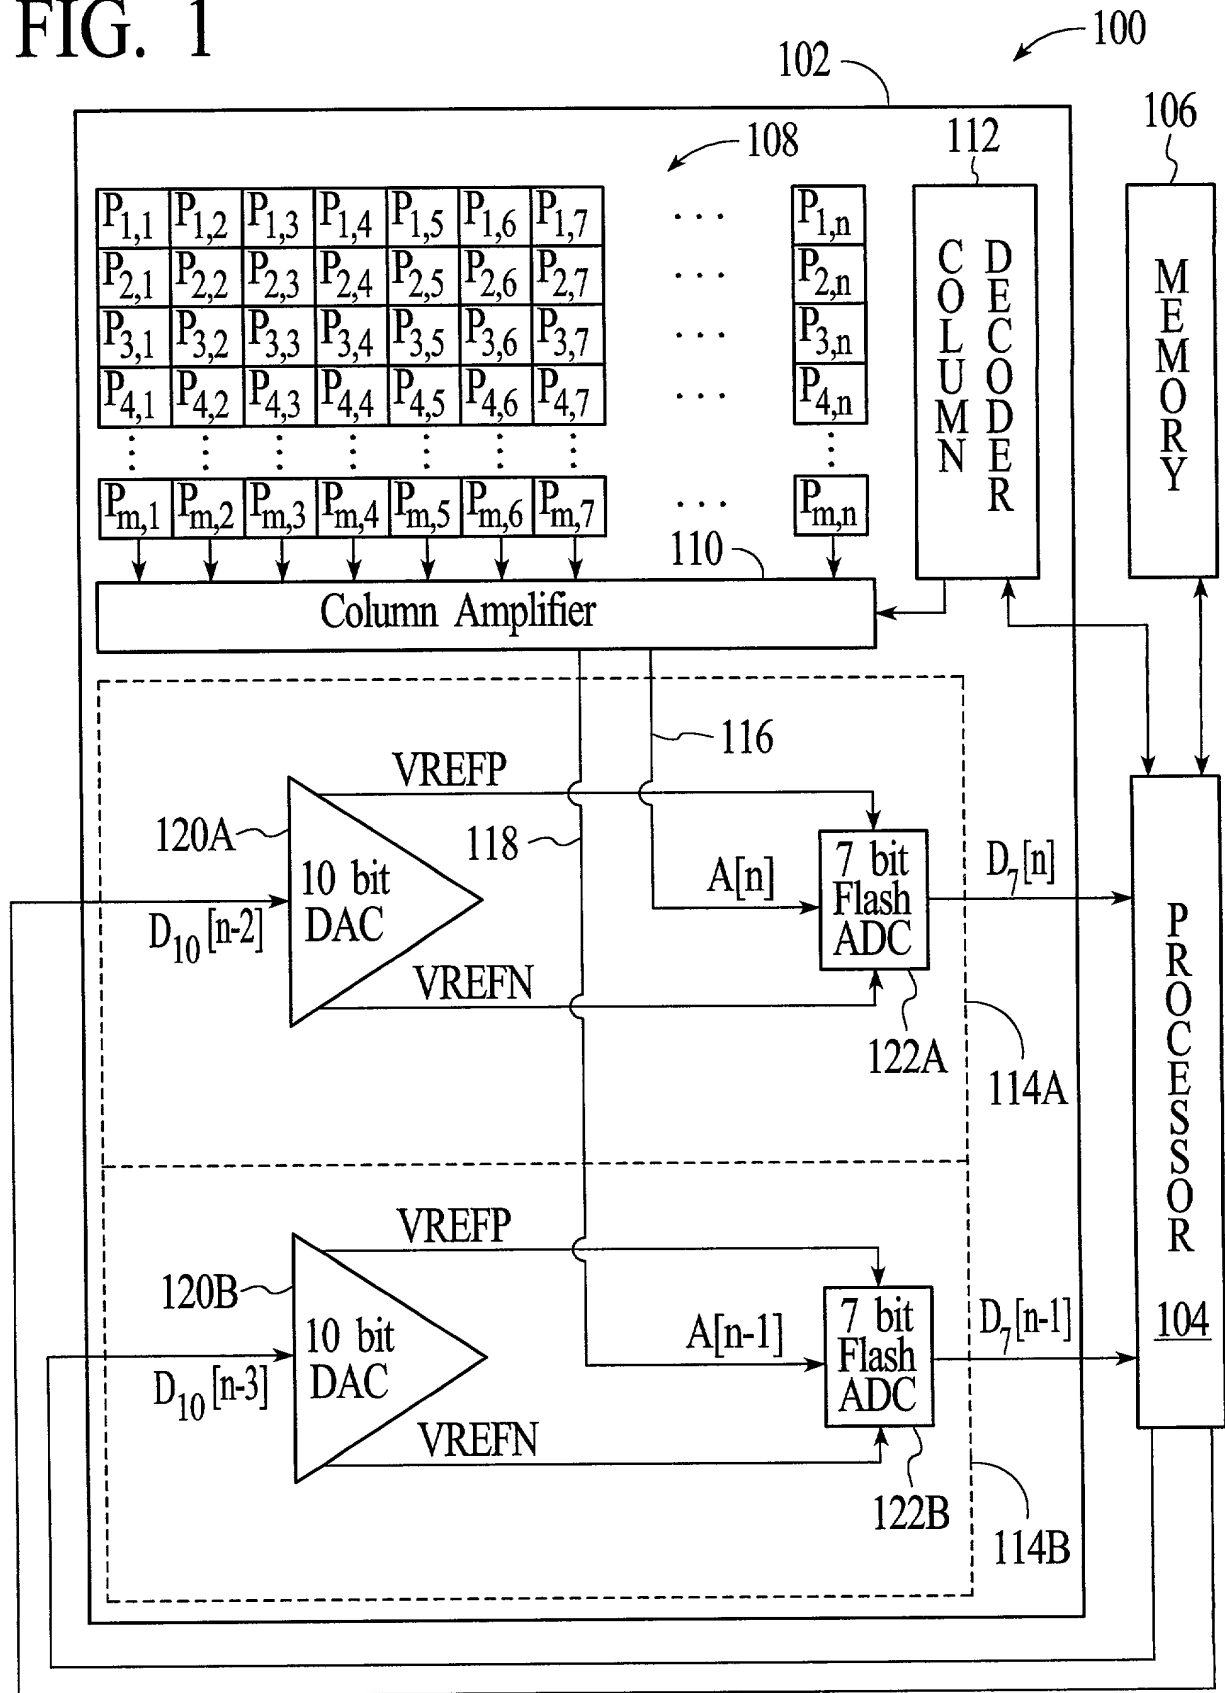 FIG. 1
100
102
106
108
112
P1,1 P1,2 P1,3 P1,4 P1,5 P1,6 P1,7 ... P1,n
P2,1 P2,2 P2,3 P2,4 P2,5 P2,6 P2,7 ... P2,n
P3,1 P3,2 P3,3 P3,4 P3,5 P3,6 P3,7 ... P3,n
P4,1 P4,2 P4,3 P4,4 P4,5 P4,6 P4,7 ... P4,n
Pm,1 Pm,2 Pm,3 Pm,4 Pm,5 Pm,6 Pm,7 ... Pm,n
COLUMN
DECODER
MEMORY
110
Column Amplifier
116
VREFP
120A
118
10 bit
DAC
A[n]
7 bit
Flash
ADC
D7[n]
D10[n-2]
VREFN
122A
114A
PROCESSOR
104
VREFP
120B
10 bit
DAC
A[n-1]
7 bit
Flash
ADC
D7[n-1]
D10[n-3]
VREFN
122B
114B